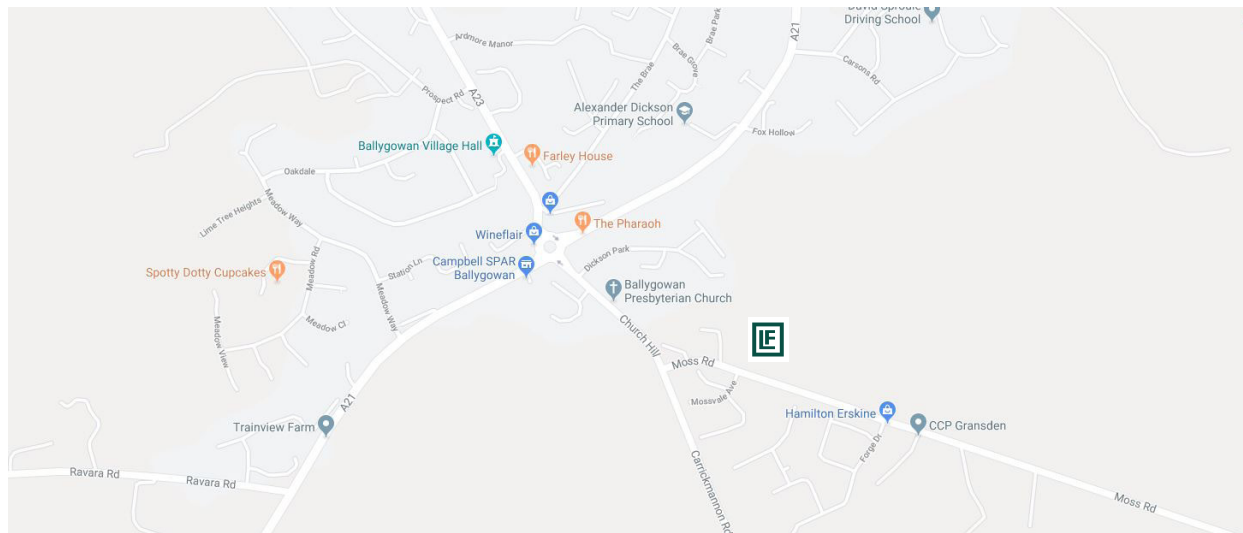 David Sproule
Driving School
A21
Ardmore Manor
Brae Park
Brae Grove
The Brae
Carsons Rd
Prospect Rd
A23
Alexander Dickson
Primary School
Fox Hollow
Ballygowan Village Hall
Farley House
Oakdale
Meadow Way
Lime Tree Heights
The Pharaoh
Wineflair
Dickson Park
Meadow Rd
Station Ln
Campbell SPAR
Ballygowan
Spotty Dotty Cupcakes
Ballygowan
Presbyterian Church
Meadow Way
Meadow Cl
Meadow View
Church Hill
LFE
Moss Rd
Mossvale Ave
A21
Hamilton Erskine
CCP Gransden
Trainview Farm
Forge Dr
Ravara Rd
Ravara Rd
Carrickmannon Rd
Moss Rd